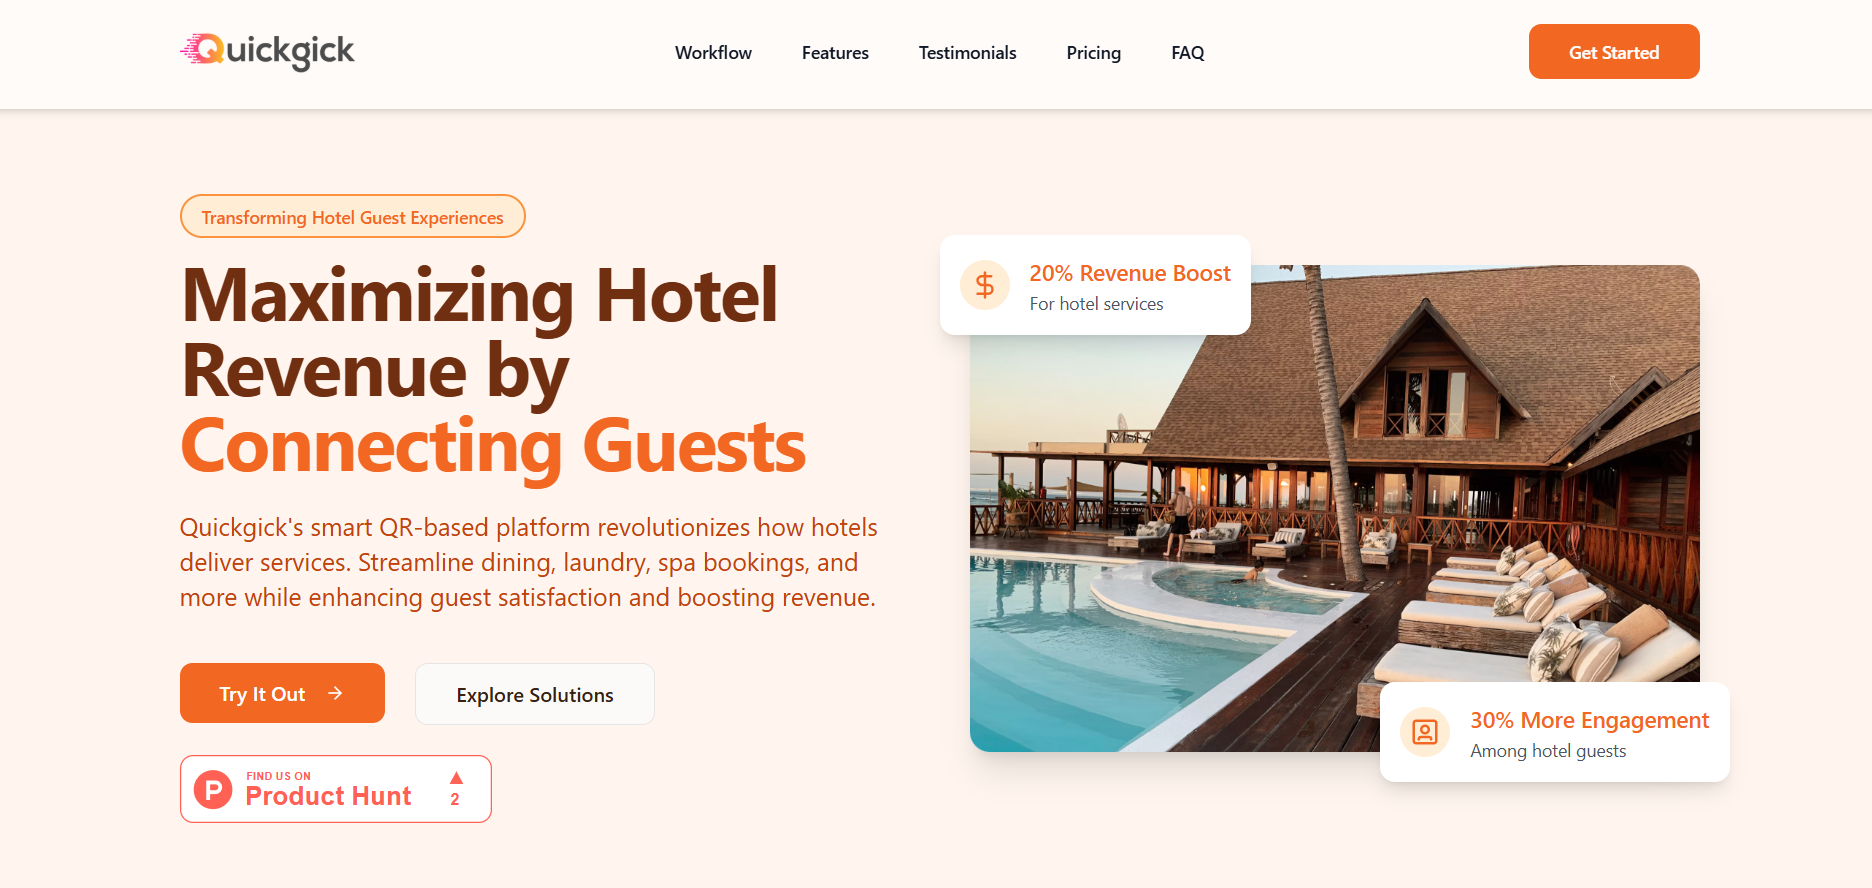 Quickgick
Workflow
Features
Testimonials
Pricing
FAQ
Get Started
Transforming Hotel Guest Experiences
Maximizing Hotel
Revenue by
Connecting Guests
Quickgick's smart QR-based platform revolutionizes how hotels
deliver services. Streamline dining, laundry, spa bookings, and
more while enhancing guest satisfaction and boosting revenue.
Try It Out →
Explore Solutions
P
FIND US ON
Product Hunt
▲
2
$
20% Revenue Boost
For hotel services
30% More Engagement
Among hotel guests